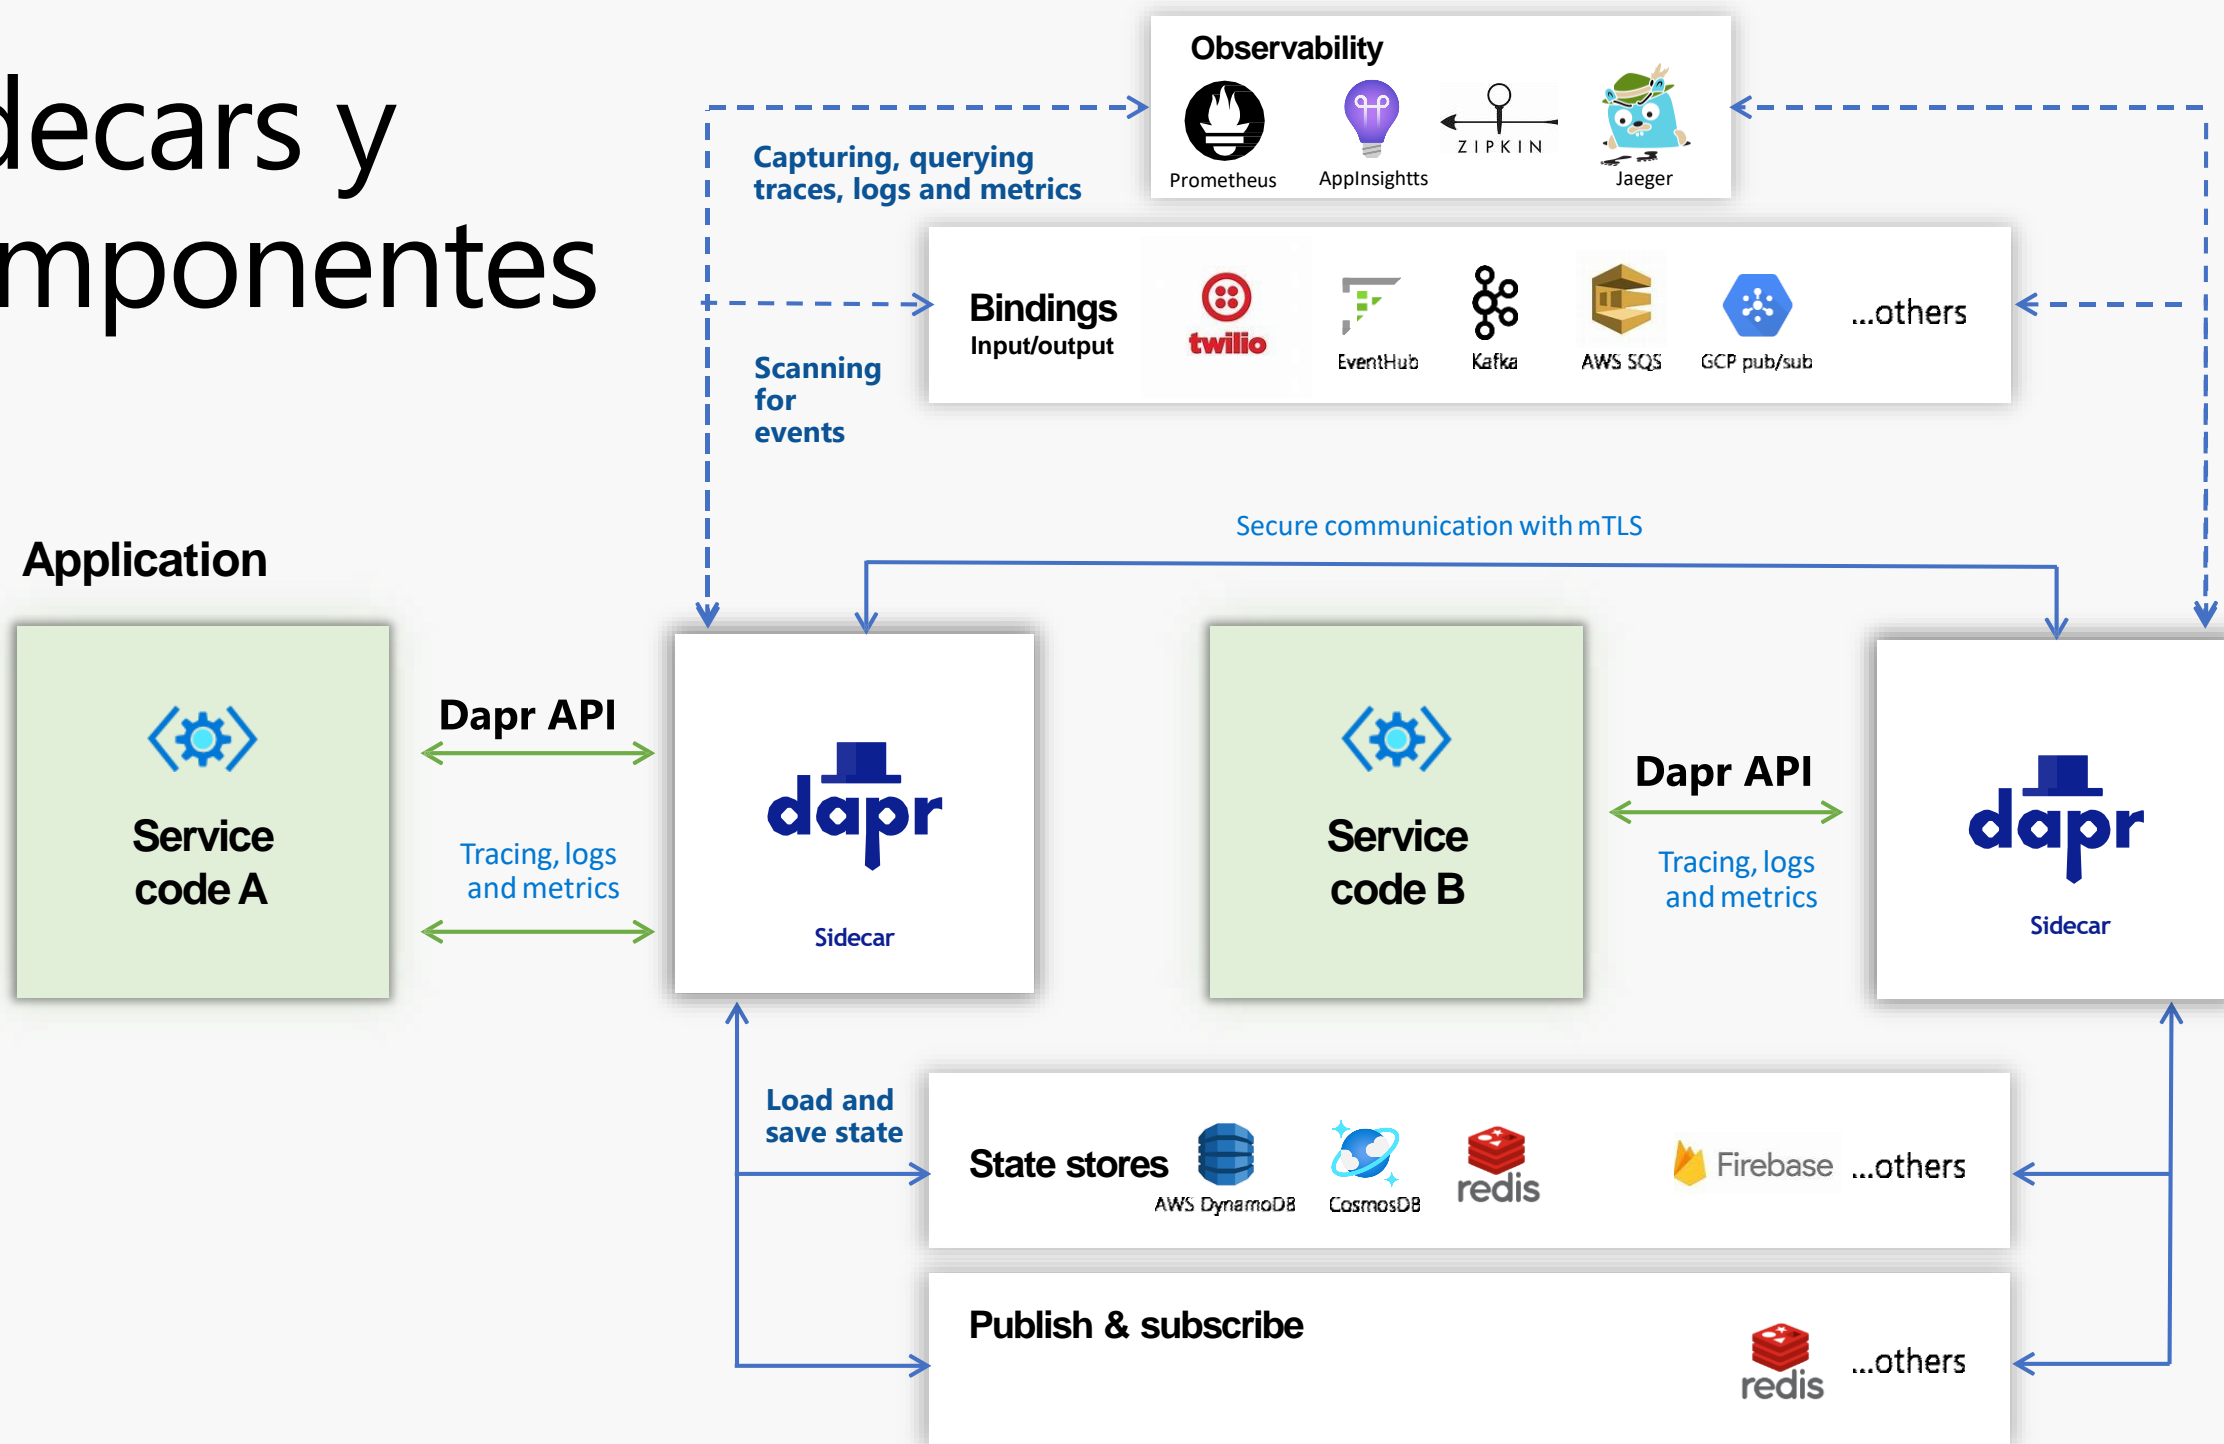 decars y
mponentes
Observability
Prometheus
AppInsightts
ZIPKIN
Jaeger
Capturing, querying
traces, logs and metrics
Bindings
Input/output
twilio
EventHub
Kafka
AWS SQS
GCP pub/sub
...others
Scanning
for
events
Secure communication with mTLS
Application
Service
code A
Dapr API
Tracing, logs
and metrics
dapr
Sidecar
Service
code B
Dapr API
Tracing, logs
and metrics
dapr
Sidecar
Load and
save state
State stores
AWS DynamoDB
CosmosDB
redis
Firebase
...others
Publish & subscribe
redis
...others